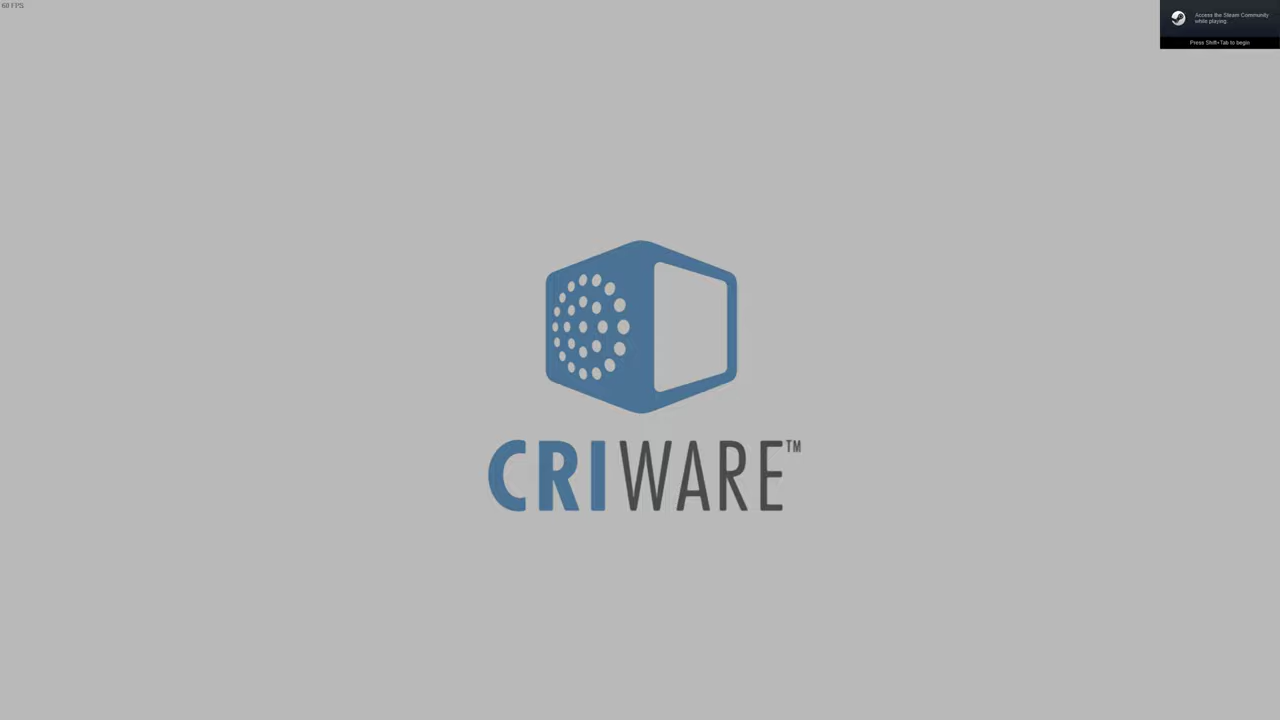 60 FPS
Access the Steam Community
while playing.
Press Shift+Tab to begin
CRIWARE™